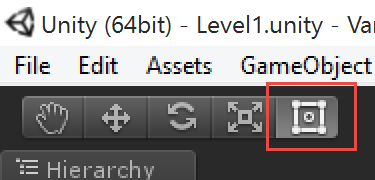 Unity (64bit) - Level1.unity - Va
File Edit Assets GameObject
Hierarchy